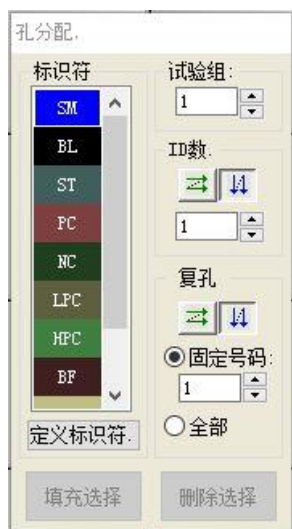 孔分配.
标识符
SM
BL
ST
PC
NC
LPC
HPC
BF
定义标识符.
试验组:
1
ID数.
1
复孔
固定号码:
1
全部
填充选择
删除选择